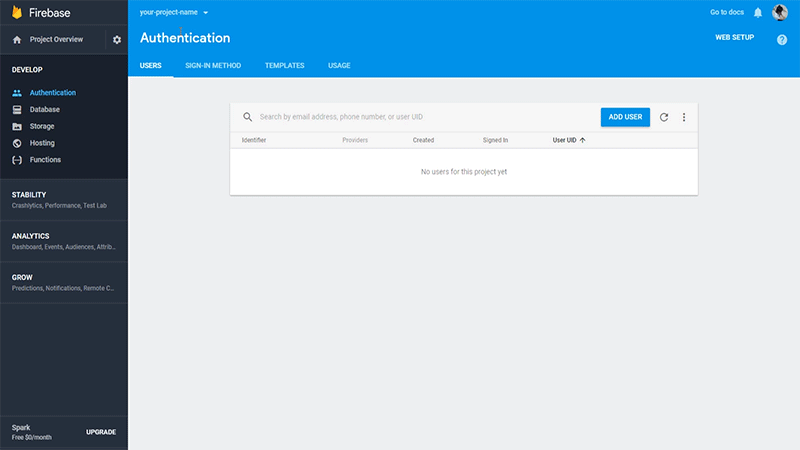 Firebase
Project Overview
DEVELOP
Authentication
Database
Storage
Hosting
Functions
STABILITY
Crashlytics, Performance, Test Lab
ANALYTICS
Dashboard, Events, Audiences, Attrib...
GROW
Predictions, Notifications, Remote C...
Spark
Free $0/month
UPGRADE
your-project-name
Go to docs
Authentication
WEB SETUP
USERS SIGN-IN METHOD TEMPLATES USAGE
Search by email address, phone number, or user UID
ADD USER
Identifier Providers Created Signed In User UID
No users for this project yet